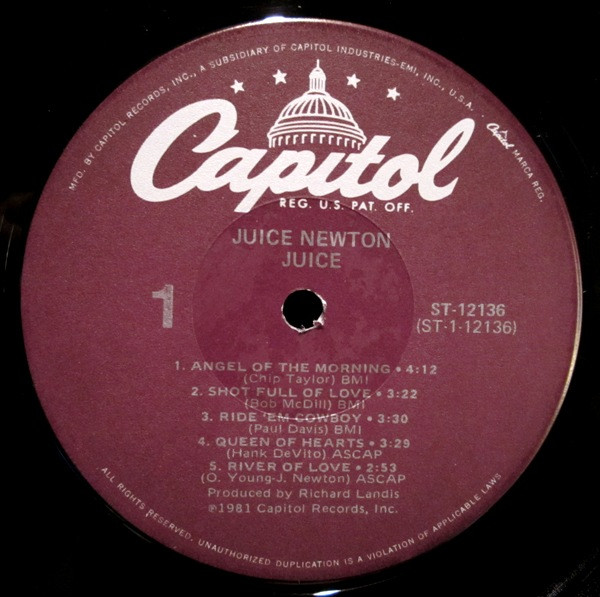 MFD. BY CAPITOL RECORDS, INC., A SUBSIDIARY OF CAPITOL INDUSTRIES-EMI, INC., U.S.A.
Capitol MARCA REG.
Capitol
REG. U.S. PAT. OFF.
JUICE NEWTON
JUICE
1
ST-12136
(ST-1-12136)
1. ANGEL OF THE MORNING • 4:12
(Chip Taylor) BMI
2. SHOT FULL OF LOVE • 3:22
(Bob McDill) BMI
3. RIDE 'EM COWBOY • 3:30
(Paul Davis) BMI
4. QUEEN OF HEARTS • 3:29
(Hank DeVito) ASCAP
5. RIVER OF LOVE • 2:53
(O. Young-J. Newton) ASCAP
Produced by Richard Landis
℗1981 Capitol Records, Inc.
ALL RIGHTS RESERVED. UNAUTHORIZED DUPLICATION IS A VIOLATION OF APPLICABLE LAWS